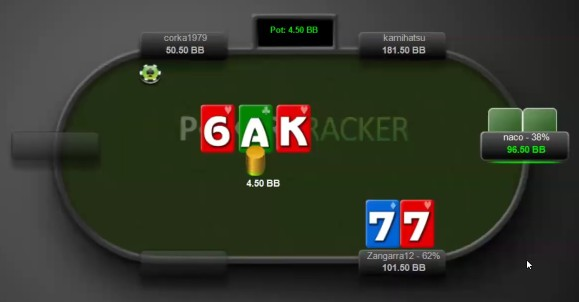 Pot: 4.50 BB
corka1979
50.50 BB
kamihatsu
181.50 BB
P RACKER
6 A K
naco - 38%
96.50 BB
4.50 BB
7 7
Zangarra12 - 62%
101.50 BB